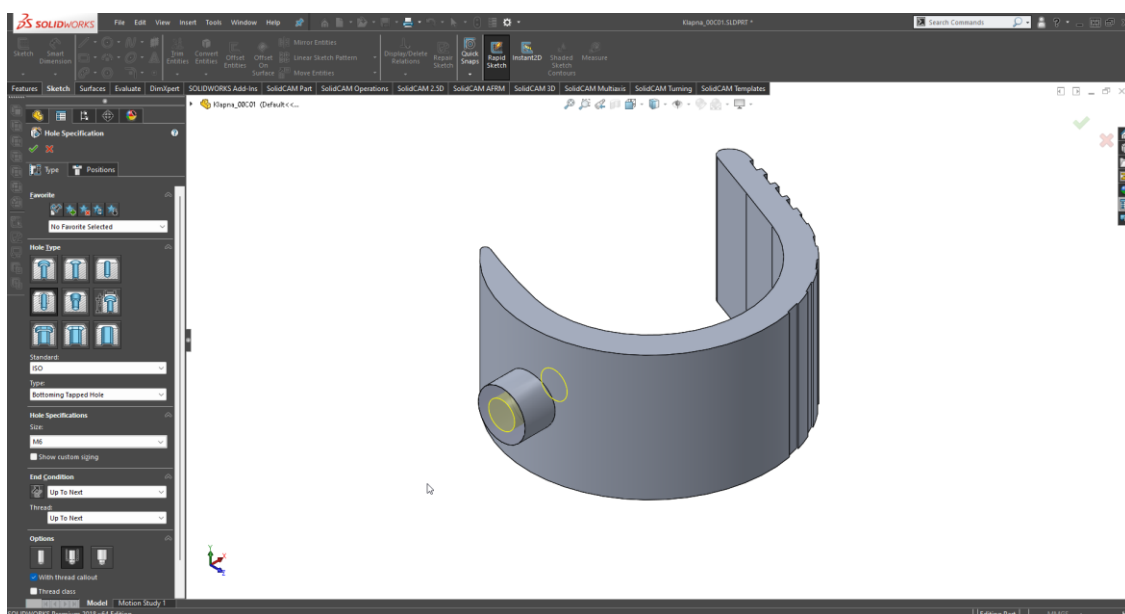 SOLIDWORKS File Edit View Insert Tools Window Help Klapna_00C01.SLDPRT * Search Commands
Sketch Smart Dimension Trim Entities Convert Entities Offset Entities Offset On Surface Mirror Entities Linear Sketch Pattern Move Entities Display/Delete Relations Repair Sketch Quick Snaps Rapid Sketch Instant2D Shaded Sketch Contours Measure
Features Sketch Surfaces Evaluate DimXpert SOLIDWORKS Add-Ins SolidCAM Part SolidCAM Operations SolidCAM 2.5D SolidCAM AFRM SolidCAM 3D SolidCAM Multiaxis SolidCAM Turning SolidCAM Templates
Klapna_00C01 (Default<<...
Hole Specification
Type Positions
Favorite
No Favorite Selected
Hole Type
Standard:
ISO
Type:
Bottoming Tapped Hole
Hole Specifications
Size:
M6
Show custom sizing
End Condition
Up To Next
Thread:
Up To Next
Options
With thread callout
Thread class
Model Motion Study 1
SOLIDWORKS Premium 2018 x64 Edition Editing Part